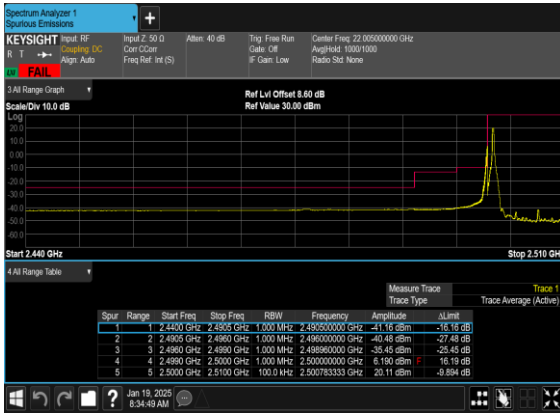 Spectrum Analyzer 1
Spurious Emissions
KEYSIGHT
R T
LXI
FAIL
Input: RF
Coupling: DC
Align: Auto
Input Z: 50 Ω
Corr CCorr
Freq Ref: Int (S)
Atten: 40 dB
Trig: Free Run
Gate: Off
IF Gain: Low
Center Freq: 22.005000000 GHz
Avg|Hold: 1000/1000
Radio Std: None
3 All Range Graph
Scale/Div 10.0 dB
Ref Lvl Offset 8.60 dB
Ref Value 30.00 dBm
Log
20.0
10.0
0.00
-10.0
-20.0
-30.0
-40.0
-50.0
-60.0
Start 2.440 GHz
Stop 2.510 GH
4 All Range Table
Measure Trace Trace 1
Trace Type Trace Average (Active)
Spur Range Start Freq Stop Freq RBW Frequency Amplitude ΔLimit
1 1 2.4400 GHz 2.4905 GHz 1.000 MHz 2.490500000 GHz -41.16 dBm -16.16 dB
2 2 2.4905 GHz 2.4960 GHz 1.000 MHz 2.496000000 GHz -40.48 dBm -27.48 dB
3 3 2.4960 GHz 2.4990 GHz 1.000 MHz 2.498960000 GHz -35.45 dBm -25.45 dB
4 4 2.4990 GHz 2.5000 GHz 1.000 MHz 2.500000000 GHz 6.190 dBm F 16.19 dB
5 5 2.5000 GHz 2.5100 GHz 100.0 kHz 2.500783333 GHz 20.11 dBm -9.894 dB
Jan 19, 2025
8:34:49 AM